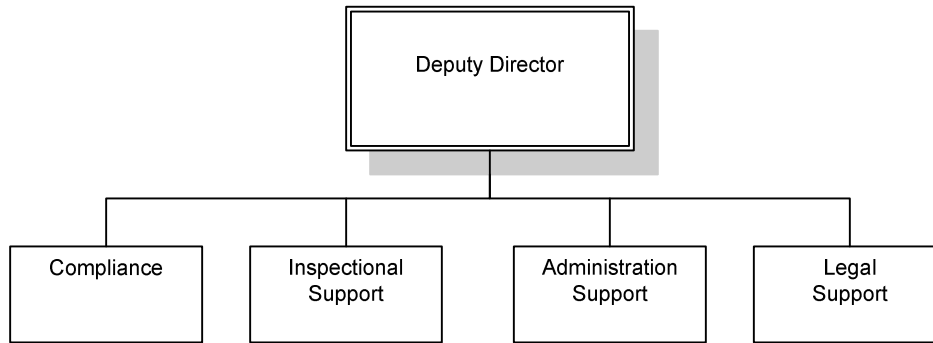 Deputy Director
Compliance
Inspectional
Support
Administration
Support
Legal
Support